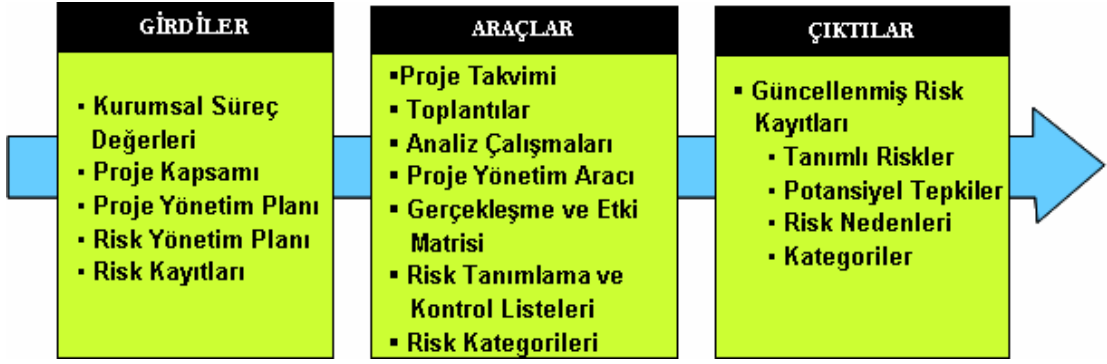 GİRDİLER
▪ Kurumsal Süreç
Değerleri
▪ Proje Kapsamı
▪ Proje Yönetim Planı
▪ Risk Yönetim Planı
▪ Risk Kayıtları
ARAÇLAR
▪Proje Takvimi
▪ Toplantılar
▪ Analiz Çalışmaları
▪ Proje Yönetim Aracı
▪ Gerçekleşme ve Etki
Matrisi
▪ Risk Tanımlama ve
Kontrol Listeleri
▪ Risk Kategorileri
ÇIKTILAR
▪ Güncellenmiş Risk
Kayıtları
▪ Tanımlı Riskler
▪ Potansiyel Tepkiler
▪ Risk Nedenleri
▪ Kategoriler